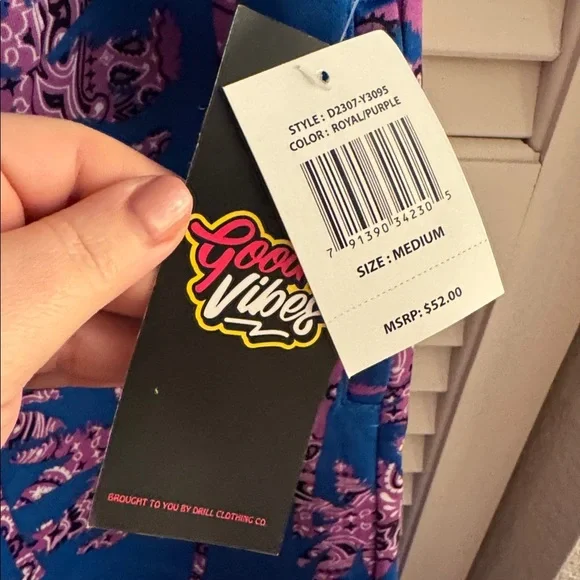 STYLE : D2307-Y3095
COLOR : ROYAL/PURPLE
7 91390 34230 5
SIZE : MEDIUM
MSRP: $52.00
Good
Vibes
BROUGHT TO YOU BY DRILL CLOTHING CO.